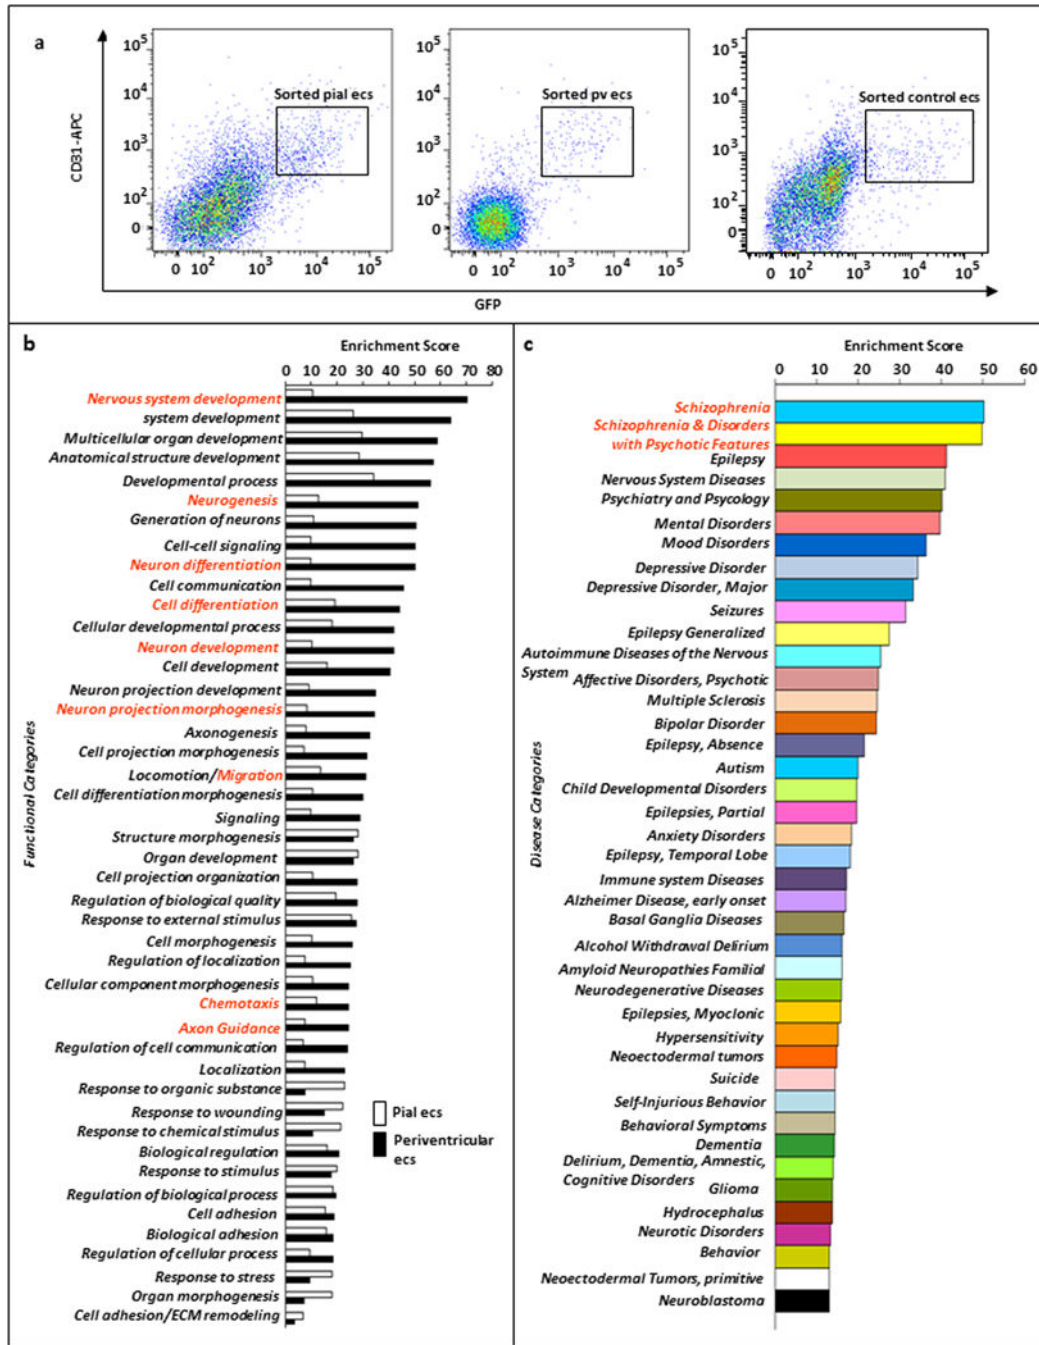 a
CD31-APC
10⁵
10⁴
10³
10²
0
0 10² 10³ 10⁴ 10⁵
Sorted pial ecs
10⁵
10⁴
10³
10²
0
0 10² 10³ 10⁴ 10⁵
Sorted pv ecs
10⁵
10⁴
10³
10²
0
0 10² 10³ 10⁴ 10⁵
Sorted control ecs
GFP
b
Enrichment Score
0 10 20 30 40 50 60 70 80
Functional Categories
Nervous system development
system development
Multicellular organ development
Anatomical structure development
Developmental process
Neurogenesis
Generation of neurons
Cell-cell signaling
Neuron differentiation
Cell communication
Cell differentiation
Cellular developmental process
Neuron development
Cell development
Neuron projection development
Neuron projection morphogenesis
Axonogenesis
Cell projection morphogenesis
Locomotion/Migration
Cell differentiation morphogenesis
Signaling
Structure morphogenesis
Organ development
Cell projection organization
Regulation of biological quality
Response to external stimulus
Cell morphogenesis
Regulation of localization
Cellular component morphogenesis
Chemotaxis
Axon Guidance
Regulation of cell communication
Localization
Response to organic substance
Response to wounding
Response to chemical stimulus
Biological regulation
Response to stimulus
Regulation of biological process
Cell adhesion
Biological adhesion
Regulation of cellular process
Response to stress
Organ morphogenesis
Cell adhesion/ECM remodeling
Pial ecs
Periventricular
ecs
c
Enrichment Score
0 10 20 30 40 50 60
Disease Categories
Schizophrenia
Schizophrenia & Disorders
with Psychotic Features
Epilepsy
Nervous System Diseases
Psychiatry and Psycology
Mental Disorders
Mood Disorders
Depressive Disorder
Depressive Disorder, Major
Seizures
Epilepsy Generalized
Autoimmune Diseases of the Nervous
System
Affective Disorders, Psychotic
Multiple Sclerosis
Bipolar Disorder
Epilepsy, Absence
Autism
Child Developmental Disorders
Epilepsies, Partial
Anxiety Disorders
Epilepsy, Temporal Lobe
Immune system Diseases
Alzheimer Disease, early onset
Basal Ganglia Diseases
Alcohol Withdrawal Delirium
Amyloid Neuropathies Familial
Neurodegenerative Diseases
Epilepsies, Myoclonic
Hypersensitivity
Neoectodermal tumors
Suicide
Self-Injurious Behavior
Behavioral Symptoms
Dementia
Delirium, Dementia, Amnestic,
Cognitive Disorders
Glioma
Hydrocephalus
Neurotic Disorders
Behavior
Neoectodermal Tumors, primitive
Neuroblastoma